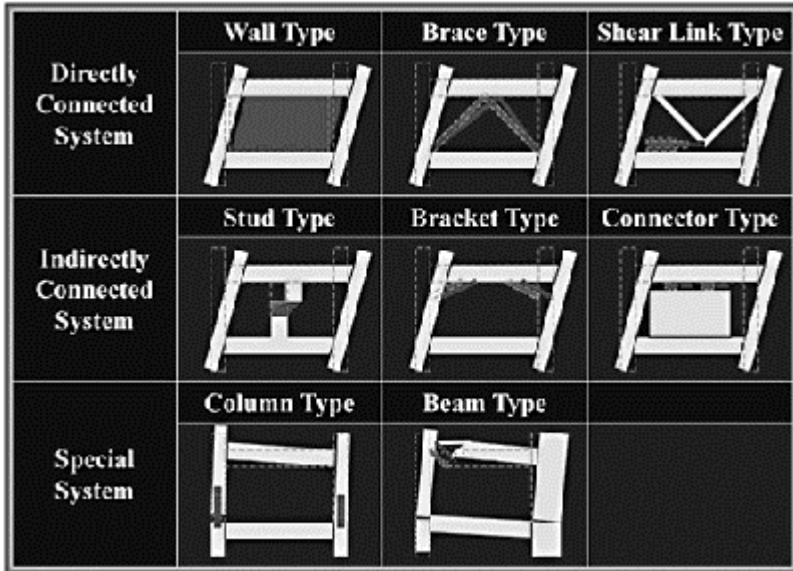 Wall Type
Brace Type
Shear Link Type
Directly
Connected
System
Stud Type
Bracket Type
Connector Type
Indirectly
Connected
System
Column Type
Beam Type
Special
System